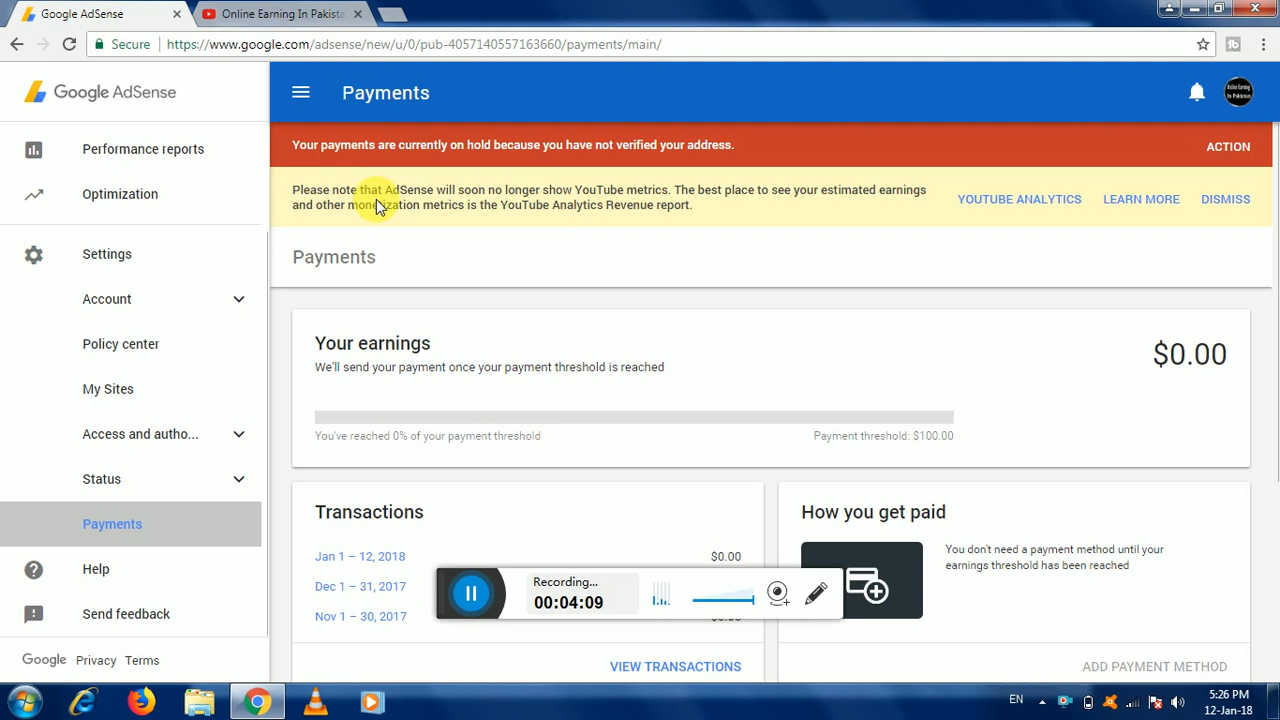 Google AdSense
Online Earning In Pakista
Secure
https://www.google.com/adsense/new/u/0/pub-4057140557163660/payments/main/
Google AdSense
Payments
Your payments are currently on hold because you have not verified your address.
ACTION
Please note that AdSense will soon no longer show YouTube metrics. The best place to see your estimated earnings
and other monetization metrics is the YouTube Analytics Revenue report.
YOUTUBE ANALYTICS
LEARN MORE
DISMISS
Performance reports
Optimization
Settings
Account
Policy center
My Sites
Access and autho...
Status
Payments
Help
Send feedback
Google Privacy Terms
Payments
Your earnings
We'll send your payment once your payment threshold is reached
$0.00
You've reached 0% of your payment threshold
Payment threshold: $100.00
Transactions
Jan 1 – 12, 2018
$0.00
Dec 1 – 31, 2017
Nov 1 – 30, 2017
VIEW TRANSACTIONS
How you get paid
You don't need a payment method until your
earnings threshold has been reached
ADD PAYMENT METHOD
Recording...
00:04:09
EN
5:26 PM
12-Jan-18